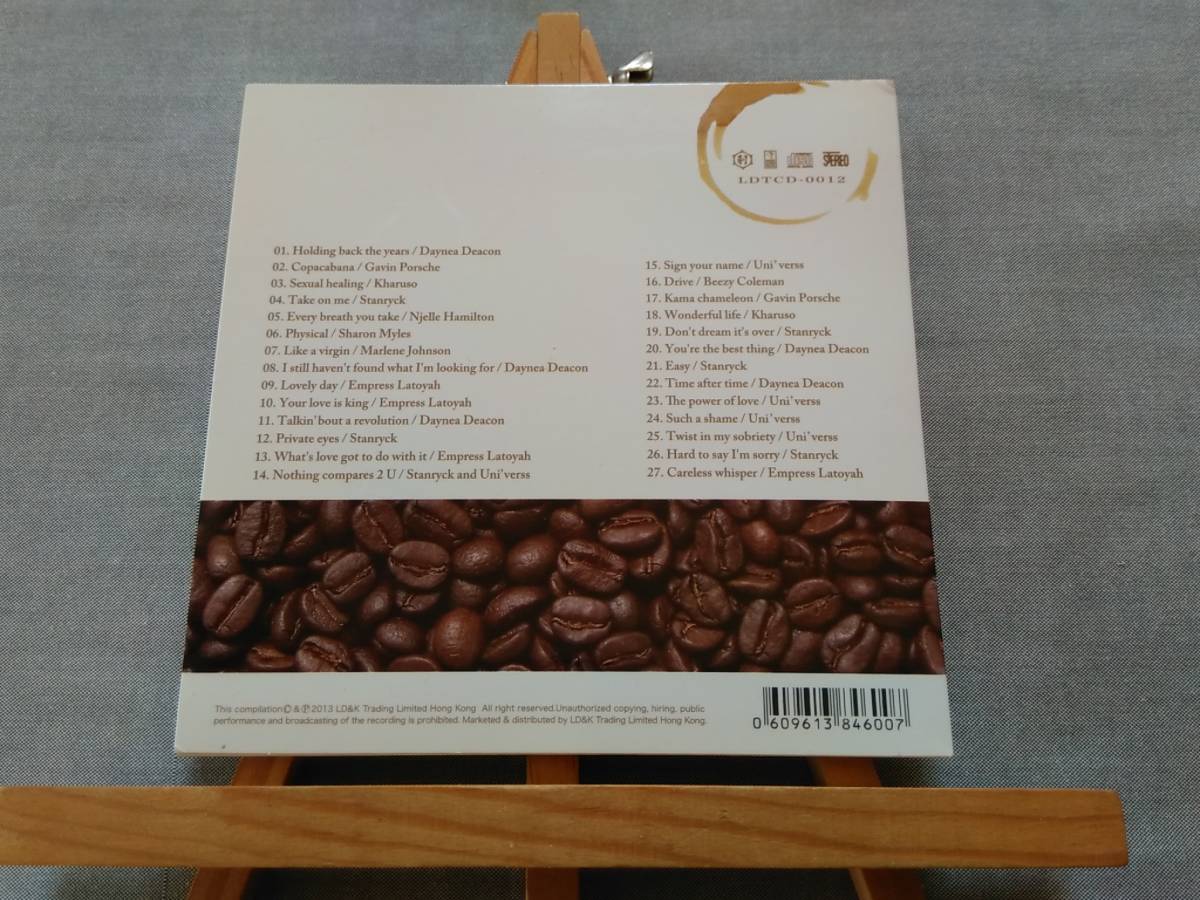 STEREO
LDTCD-0012
01. Holding back the years / Daynea Deacon
02. Copacabana / Gavin Porsche
03. Sexual healing / Kharuso
04. Take on me / Stanryck
05. Every breath you take / Njelle Hamilton
06. Physical / Sharon Myles
07. Like a virgin / Marlene Johnson
08. I still haven't found what I'm looking for / Daynea Deacon
09. Lovely day / Empress Latoyah
10. Your love is king / Empress Latoyah
11. Talkin' bout a revolution / Daynea Deacon
12. Private eyes / Stanryck
13. What's love got to do with it / Empress Latoyah
14. Nothing compares 2 U / Stanryck and Uni'verss
15. Sign your name / Uni'verss
16. Drive / Beezy Coleman
17. Kama chameleon / Gavin Porsche
18. Wonderful life / Kharuso
19. Don't dream it's over / Stanryck
20. You're the best thing / Daynea Deacon
21. Easy / Stanryck
22. Time after time / Daynea Deacon
23. The power of love / Uni'verss
24. Such a shame / Uni'verss
25. Twist in my sobriety / Uni'verss
26. Hard to say I'm sorry / Stanryck
27. Careless whisper / Empress Latoyah
This compilation© & ℗ 2013 LD&K Trading Limited Hong Kong All right reserved.Unauthorized copying, hiring, public
performance and broadcasting of the recording is prohibited. Marketed & distributed by LD&K Trading Limited Hong Kong.
0 609613 846007